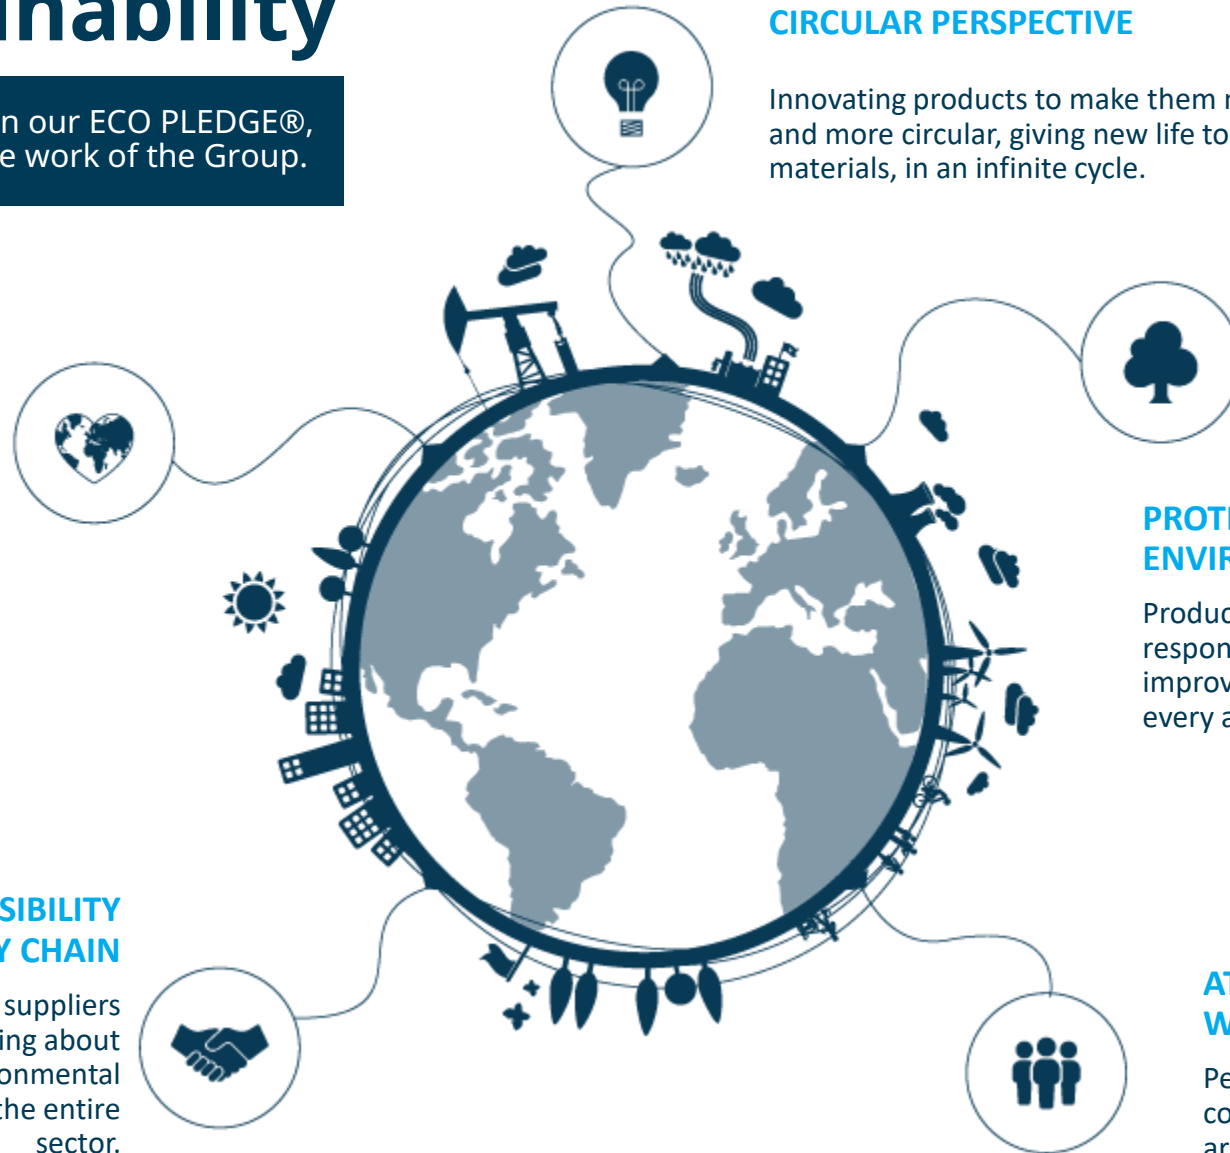 nability
n our ECO PLEDGE®,
e work of the Group.
CIRCULAR PERSPECTIVE
Innovating products to make them
and more circular, giving new life to
materials, in an infinite cycle.
PROT
ENVIR
Produc
respon
improv
every a
SIBILITY
Y CHAIN
suppliers
ing about
onmental
the entire
sector.
AT
W
Pe
co
ar